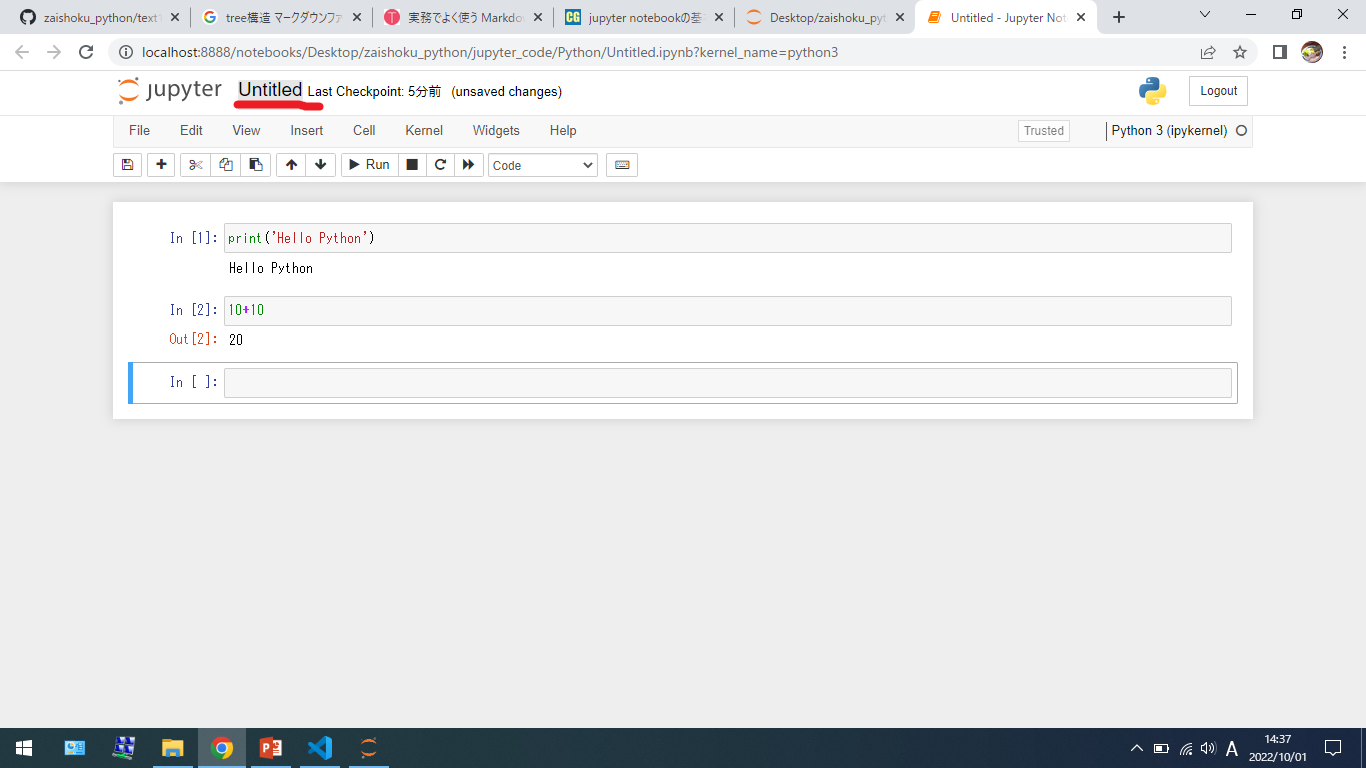 zaishoku_python/text
tree構造 マークダウンファ
実務でよく使う Markdo
jupyter notebookの基
Desktop/zaishoku_pyt
Untitled - Jupyter Not
localhost:8888/notebooks/Desktop/zaishoku_python/jupyter_code/Python/Untitled.ipynb?kernel_name=python3
jupyter Untitled Last Checkpoint: 5分前 (unsaved changes) Logout
File Edit View Insert Cell Kernel Widgets Help Trusted Python 3 (ipykernel)
Run Code
In [1]: print('Hello Python')
Hello Python
In [2]: 10+10
Out[2]: 20
In [ ]:
A 14:37
2022/10/01